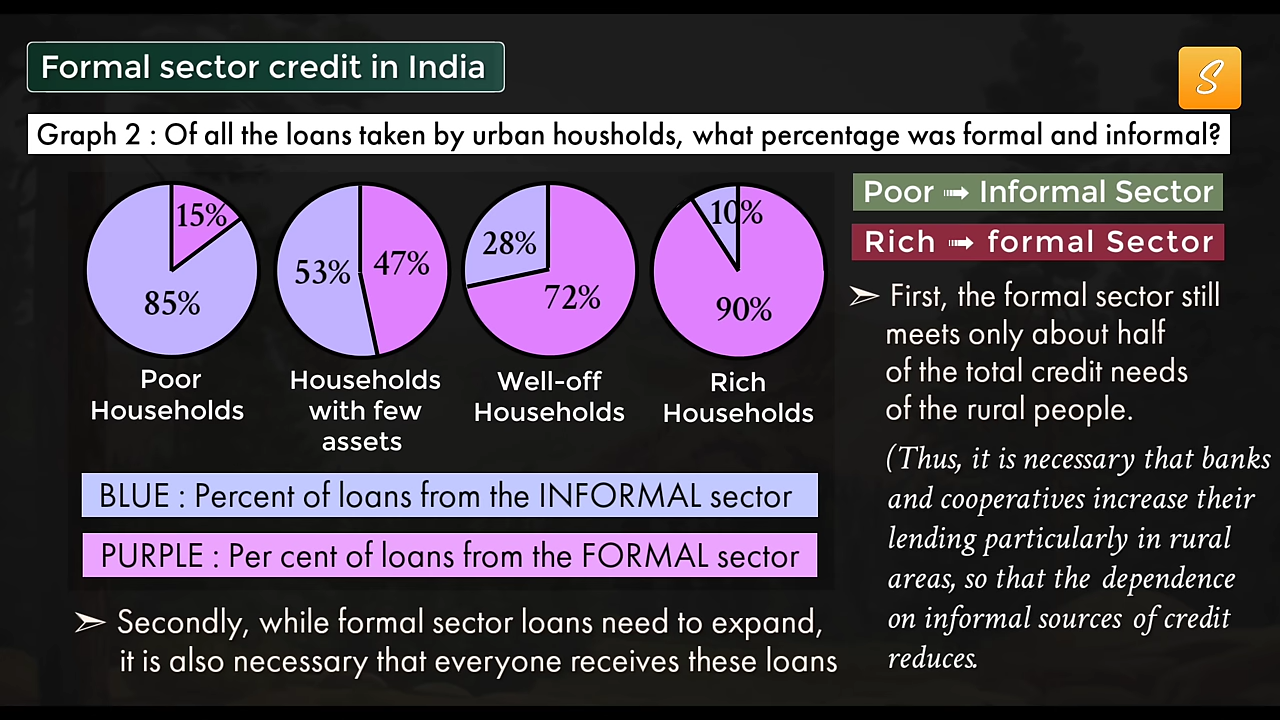 Formal sector credit in India
S
Graph 2 : Of all the loans taken by urban housholds, what percentage was formal and informal?
15%
85%
53%
47%
28%
72%
10%
90%
Poor
Households
Households
with few
assets
Well-off
Households
Rich
Households
BLUE : Percent of loans from the INFORMAL sector
PURPLE : Per cent of loans from the FORMAL sector
➣ Secondly, while formal sector loans need to expand,
it is also necessary that everyone receives these loans
Poor ➟ Informal Sector
Rich ➟ formal Sector
➣ First, the formal sector still
meets only about half
of the total credit needs
of the rural people.
(Thus, it is necessary that banks
and cooperatives increase their
lending particularly in rural
areas, so that the dependence
on informal sources of credit
reduces.